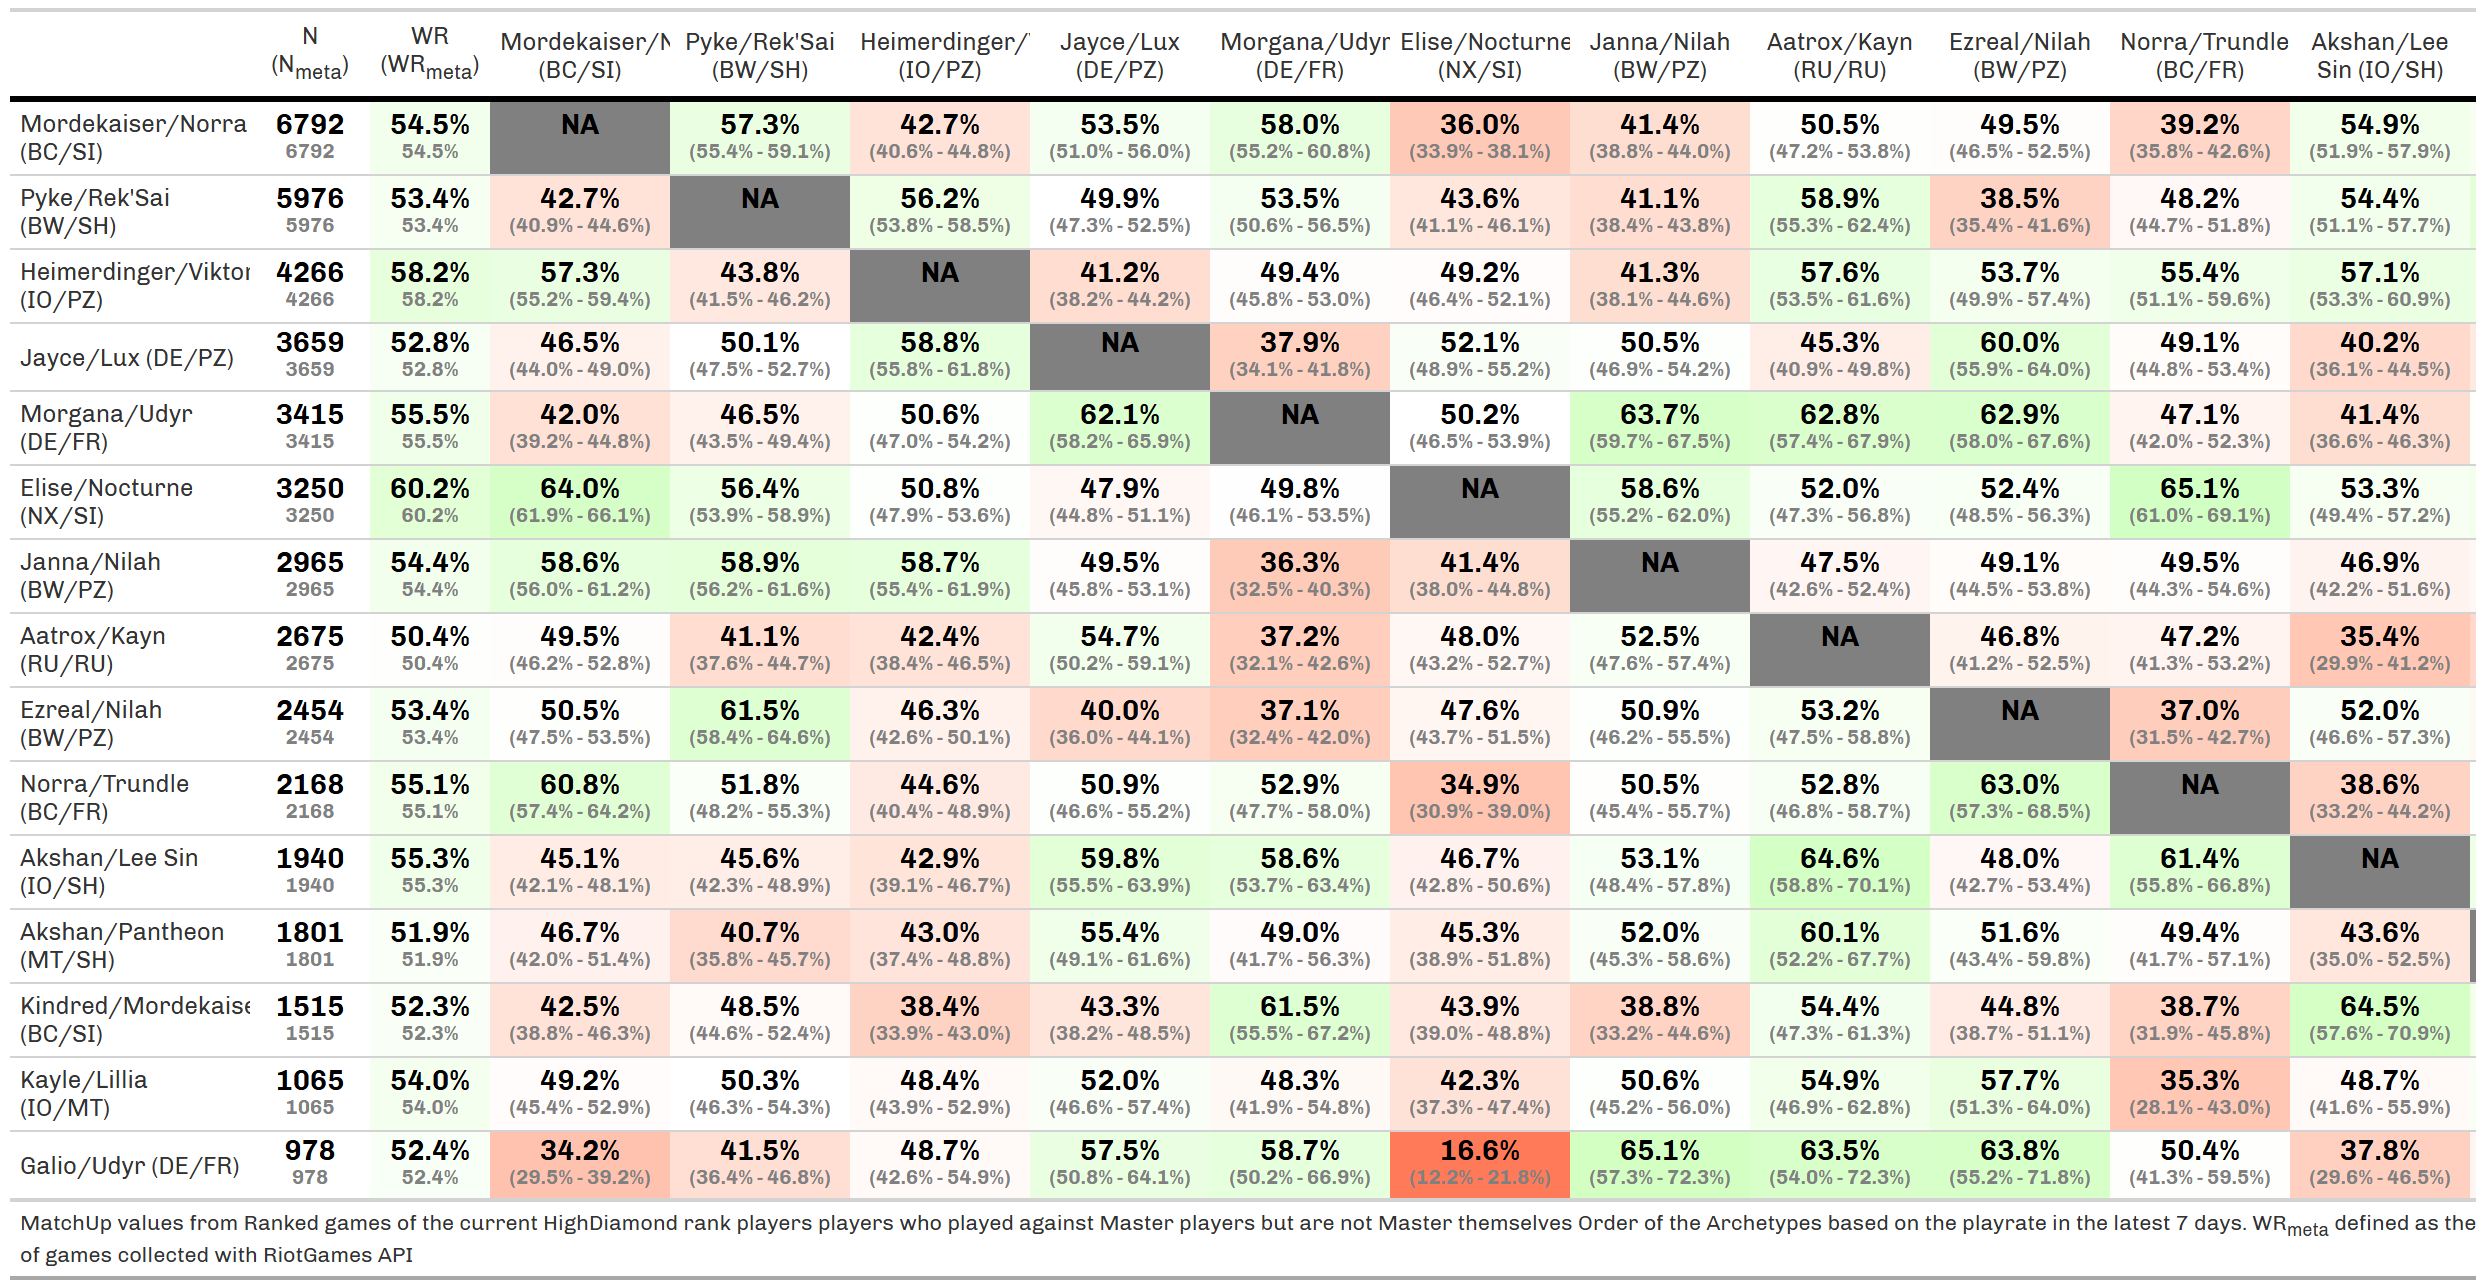 N WR Mordekaiser/N Pyke/Rek'Sai Heimerdinger/ Jayce/Lux Morgana/Udyr Elise/Nocturne Janna/Nilah Aatrox/Kayn Ezreal/Nilah Norra/Trundle Akshan/Lee
(Nmeta) (WRmeta) (BC/SI) (BW/SH) (IO/PZ) (DE/PZ) (DE/FR) (NX/SI) (BW/PZ) (RU/RU) (BW/PZ) (BC/FR) Sin (IO/SH)
Mordekaiser/Norra 6792 54.5% NA 57.3% 42.7% 53.5% 58.0% 36.0% 41.4% 50.5% 49.5% 39.2% 54.9%
(BC/SI) 6792 54.5% (55.4% - 59.1%) (40.6% - 44.8%) (51.0% - 56.0%) (55.2% - 60.8%) (33.9% - 38.1%) (38.8% - 44.0%) (47.2% - 53.8%) (46.5% - 52.5%) (35.8% - 42.6%) (51.9% - 57.9%)
Pyke/Rek'Sai 5976 53.4% 42.7% NA 56.2% 49.9% 53.5% 43.6% 41.1% 58.9% 38.5% 48.2% 54.4%
(BW/SH) 5976 53.4% (40.9% - 44.6%) (53.8% - 58.5%) (47.3% - 52.5%) (50.6% - 56.5%) (41.1% - 46.1%) (38.4% - 43.8%) (55.3% - 62.4%) (35.4% - 41.6%) (44.7% - 51.8%) (51.1% - 57.7%)
Heimerdinger/Viktor 4266 58.2% 57.3% 43.8% NA 41.2% 49.4% 49.2% 41.3% 57.6% 53.7% 55.4% 57.1%
(IO/PZ) 4266 58.2% (55.2% - 59.4%) (41.5% - 46.2%) (38.2% - 44.2%) (45.8% - 53.0%) (46.4% - 52.1%) (38.1% - 44.6%) (53.5% - 61.6%) (49.9% - 57.4%) (51.1% - 59.6%) (53.3% - 60.9%)
Jayce/Lux (DE/PZ) 3659 52.8% 46.5% 50.1% 58.8% NA 37.9% 52.1% 50.5% 45.3% 60.0% 49.1% 40.2%
3659 52.8% (44.0% - 49.0%) (47.5% - 52.7%) (55.8% - 61.8%) (34.1% - 41.8%) (48.9% - 55.2%) (46.9% - 54.2%) (40.9% - 49.8%) (55.9% - 64.0%) (44.8% - 53.4%) (36.1% - 44.5%)
Morgana/Udyr 3415 55.5% 42.0% 46.5% 50.6% 62.1% NA 50.2% 63.7% 62.8% 62.9% 47.1% 41.4%
(DE/FR) 3415 55.5% (39.2% - 44.8%) (43.5% - 49.4%) (47.0% - 54.2%) (58.2% - 65.9%) (46.5% - 53.9%) (59.7% - 67.5%) (57.4% - 67.9%) (58.0% - 67.6%) (42.0% - 52.3%) (36.6% - 46.3%)
Elise/Nocturne 3250 60.2% 64.0% 56.4% 50.8% 47.9% 49.8% NA 58.6% 52.0% 52.4% 65.1% 53.3%
(NX/SI) 3250 60.2% (61.9% - 66.1%) (53.9% - 58.9%) (47.9% - 53.6%) (44.8% - 51.1%) (46.1% - 53.5%) (55.2% - 62.0%) (47.3% - 56.8%) (48.5% - 56.3%) (61.0% - 69.1%) (49.4% - 57.2%)
Janna/Nilah 2965 54.4% 58.6% 58.9% 58.7% 49.5% 36.3% 41.4% NA 47.5% 49.1% 49.5% 46.9%
(BW/PZ) 2965 54.4% (56.0% - 61.2%) (56.2% - 61.6%) (55.4% - 61.9%) (45.8% - 53.1%) (32.5% - 40.3%) (38.0% - 44.8%) (42.6% - 52.4%) (44.5% - 53.8%) (44.3% - 54.6%) (42.2% - 51.6%)
Aatrox/Kayn 2675 50.4% 49.5% 41.1% 42.4% 54.7% 37.2% 48.0% 52.5% NA 46.8% 47.2% 35.4%
(RU/RU) 2675 50.4% (46.2% - 52.8%) (37.6% - 44.7%) (38.4% - 46.5%) (50.2% - 59.1%) (32.1% - 42.6%) (43.2% - 52.7%) (47.6% - 57.4%) (41.2% - 52.5%) (41.3% - 53.2%) (29.9% - 41.2%)
Ezreal/Nilah 2454 53.4% 50.5% 61.5% 46.3% 40.0% 37.1% 47.6% 50.9% 53.2% NA 37.0% 52.0%
(BW/PZ) 2454 53.4% (47.5% - 53.5%) (58.4% - 64.6%) (42.6% - 50.1%) (36.0% - 44.1%) (32.4% - 42.0%) (43.7% - 51.5%) (46.2% - 55.5%) (47.5% - 58.8%) (31.5% - 42.7%) (46.6% - 57.3%)
Norra/Trundle 2168 55.1% 60.8% 51.8% 44.6% 50.9% 52.9% 34.9% 50.5% 52.8% 63.0% NA 38.6%
(BC/FR) 2168 55.1% (57.4% - 64.2%) (48.2% - 55.3%) (40.4% - 48.9%) (46.6% - 55.2%) (47.7% - 58.0%) (30.9% - 39.0%) (45.4% - 55.7%) (46.8% - 58.7%) (57.3% - 68.5%) (33.2% - 44.2%)
Akshan/Lee Sin 1940 55.3% 45.1% 45.6% 42.9% 59.8% 58.6% 46.7% 53.1% 64.6% 48.0% 61.4% NA
(IO/SH) 1940 55.3% (42.1% - 48.1%) (42.3% - 48.9%) (39.1% - 46.7%) (55.5% - 63.9%) (53.7% - 63.4%) (42.8% - 50.6%) (48.4% - 57.8%) (58.8% - 70.1%) (42.7% - 53.4%) (55.8% - 66.8%)
Akshan/Pantheon 1801 51.9% 46.7% 40.7% 43.0% 55.4% 49.0% 45.3% 52.0% 60.1% 51.6% 49.4% 43.6%
(MT/SH) 1801 51.9% (42.0% - 51.4%) (35.8% - 45.7%) (37.4% - 48.8%) (49.1% - 61.6%) (41.7% - 56.3%) (38.9% - 51.8%) (45.3% - 58.6%) (52.2% - 67.7%) (43.4% - 59.8%) (41.7% - 57.1%) (35.0% - 52.5%)
Kindred/Mordekaise 1515 52.3% 42.5% 48.5% 38.4% 43.3% 61.5% 43.9% 38.8% 54.4% 44.8% 38.7% 64.5%
(BC/SI) 1515 52.3% (38.8% - 46.3%) (44.6% - 52.4%) (33.9% - 43.0%) (38.2% - 48.5%) (55.5% - 67.2%) (39.0% - 48.8%) (33.2% - 44.6%) (47.3% - 61.3%) (38.7% - 51.1%) (31.9% - 45.8%) (57.6% - 70.9%)
Kayle/Lillia 1065 54.0% 49.2% 50.3% 48.4% 52.0% 48.3% 42.3% 50.6% 54.9% 57.7% 35.3% 48.7%
(IO/MT) 1065 54.0% (45.4% - 52.9%) (46.3% - 54.3%) (43.9% - 52.9%) (46.6% - 57.4%) (41.9% - 54.8%) (37.3% - 47.4%) (45.2% - 56.0%) (46.9% - 62.8%) (51.3% - 64.0%) (28.1% - 43.0%) (41.6% - 55.9%)
Galio/Udyr (DE/FR) 978 52.4% 34.2% 41.5% 48.7% 57.5% 58.7% 16.6% 65.1% 63.5% 63.8% 50.4% 37.8%
978 52.4% (29.5% - 39.2%) (36.4% - 46.8%) (42.6% - 54.9%) (50.8% - 64.1%) (50.2% - 66.9%) (12.2% - 21.8%) (57.3% - 72.3%) (54.0% - 72.3%) (55.2% - 71.8%) (41.3% - 59.5%) (29.6% - 46.5%)
MatchUp values from Ranked games of the current HighDiamond rank players players who played against Master players but are not Master themselves Order of the Archetypes based on the playrate in the latest 7 days. WRmeta defined as the
of games collected with RiotGames API